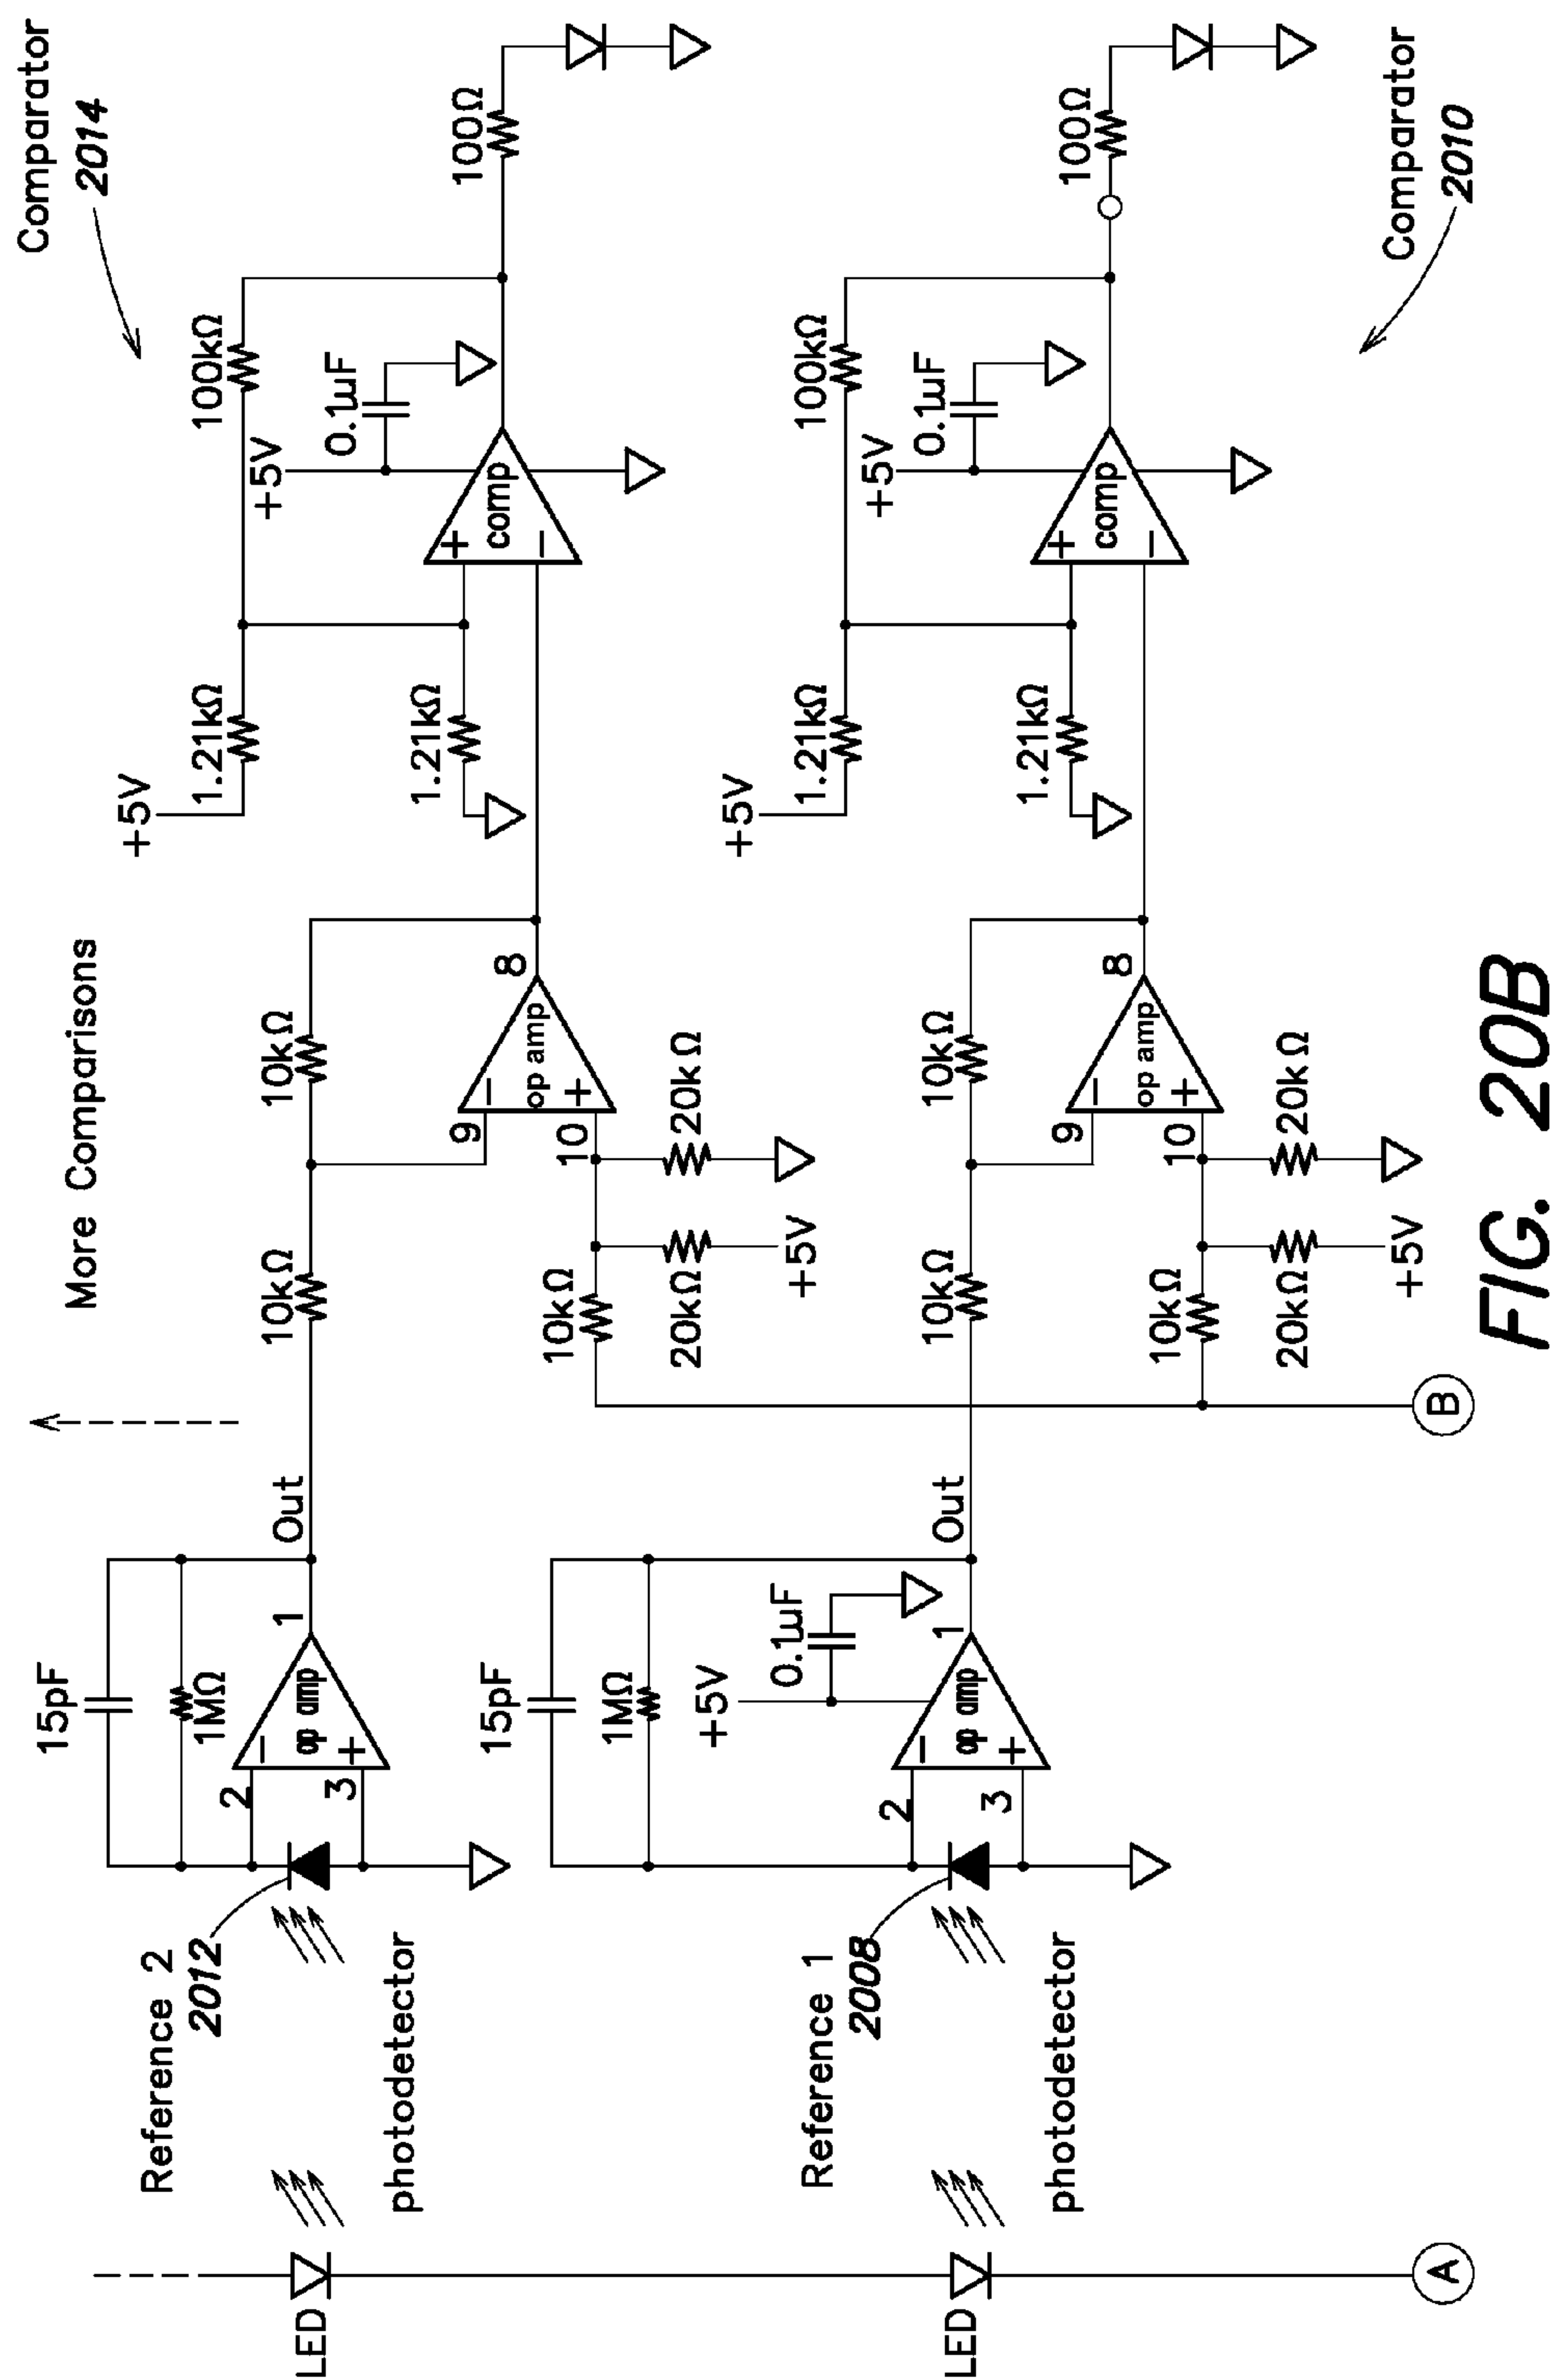 More Comparisons
Comparator
2014
15pF
1MΩ
Reference 2
2012
2
op amp
−
+
3
1
Out
10kΩ
10kΩ
9
−
op amp
+
10
8
10kΩ
20kΩ
20kΩ
+5V
+5V
1.21kΩ
1.21kΩ
100kΩ
+5V
0.1µF
+
comp
−
100Ω
LED
photodetector
15pF
1MΩ
+5V
0.1µF
Reference 1
2008
2
op amp
−
+
3
1
Out
10kΩ
10kΩ
9
−
op amp
+
10
8
10kΩ
20kΩ
20kΩ
+5V
+5V
1.21kΩ
1.21kΩ
100kΩ
+5V
0.1µF
+
comp
−
100Ω
LED
photodetector
Comparator
2010
A
B
FIG. 20B